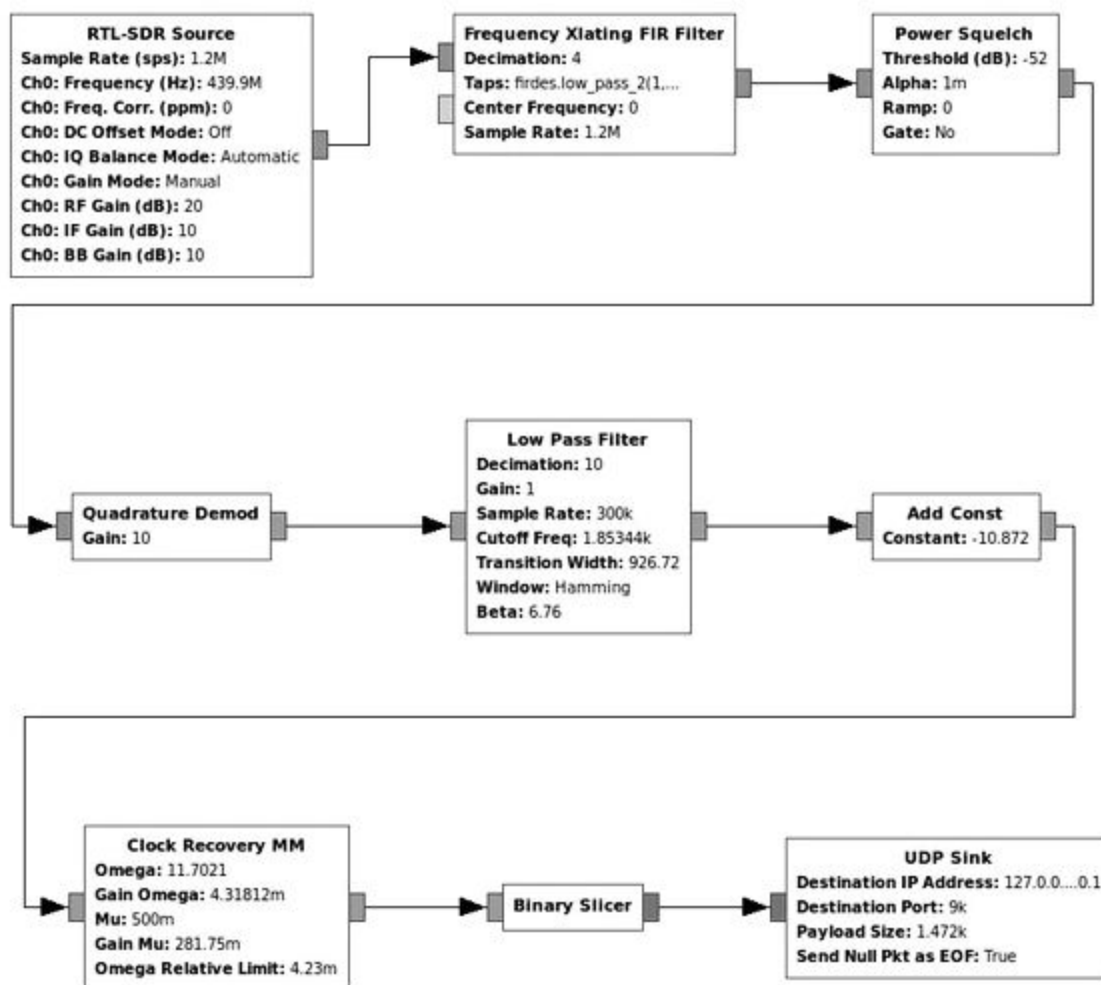 RTL-SDR Source
Sample Rate (sps): 1.2M
Ch0: Frequency (Hz): 439.9M
Ch0: Freq. Corr. (ppm): 0
Ch0: DC Offset Mode: Off
Ch0: IQ Balance Mode: Automatic
Ch0: Gain Mode: Manual
Ch0: RF Gain (dB): 20
Ch0: IF Gain (dB): 10
Ch0: BB Gain (dB): 10
Frequency Xlating FIR Filter
Decimation: 4
Taps: firdes.low_pass_2(1,...
Center Frequency: 0
Sample Rate: 1.2M
Power Squelch
Threshold (dB): -52
Alpha: 1m
Ramp: 0
Gate: No
Quadrature Demod
Gain: 10
Low Pass Filter
Decimation: 10
Gain: 1
Sample Rate: 300k
Cutoff Freq: 1.85344k
Transition Width: 926.72
Window: Hamming
Beta: 6.76
Add Const
Constant: -10.872
Clock Recovery MM
Omega: 11.7021
Gain Omega: 4.31812m
Mu: 500m
Gain Mu: 281.75m
Omega Relative Limit: 4.23m
Binary Slicer
UDP Sink
Destination IP Address: 127.0.0....0.1
Destination Port: 9k
Payload Size: 1.472k
Send Null Pkt as EOF: True